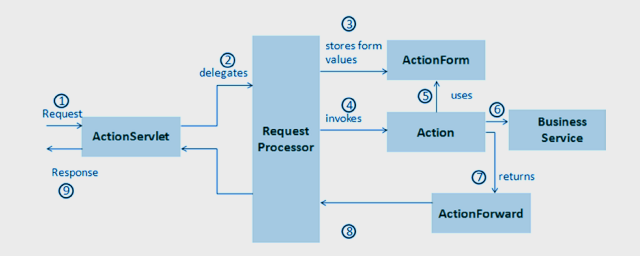 ①
Request
ActionServlet
Response
⑨
②
delegates
Request
Processor
③
stores form
values
ActionForm
④
invokes
⑤
uses
Action
⑥
Business
Service
⑦
returns
ActionForward
⑧